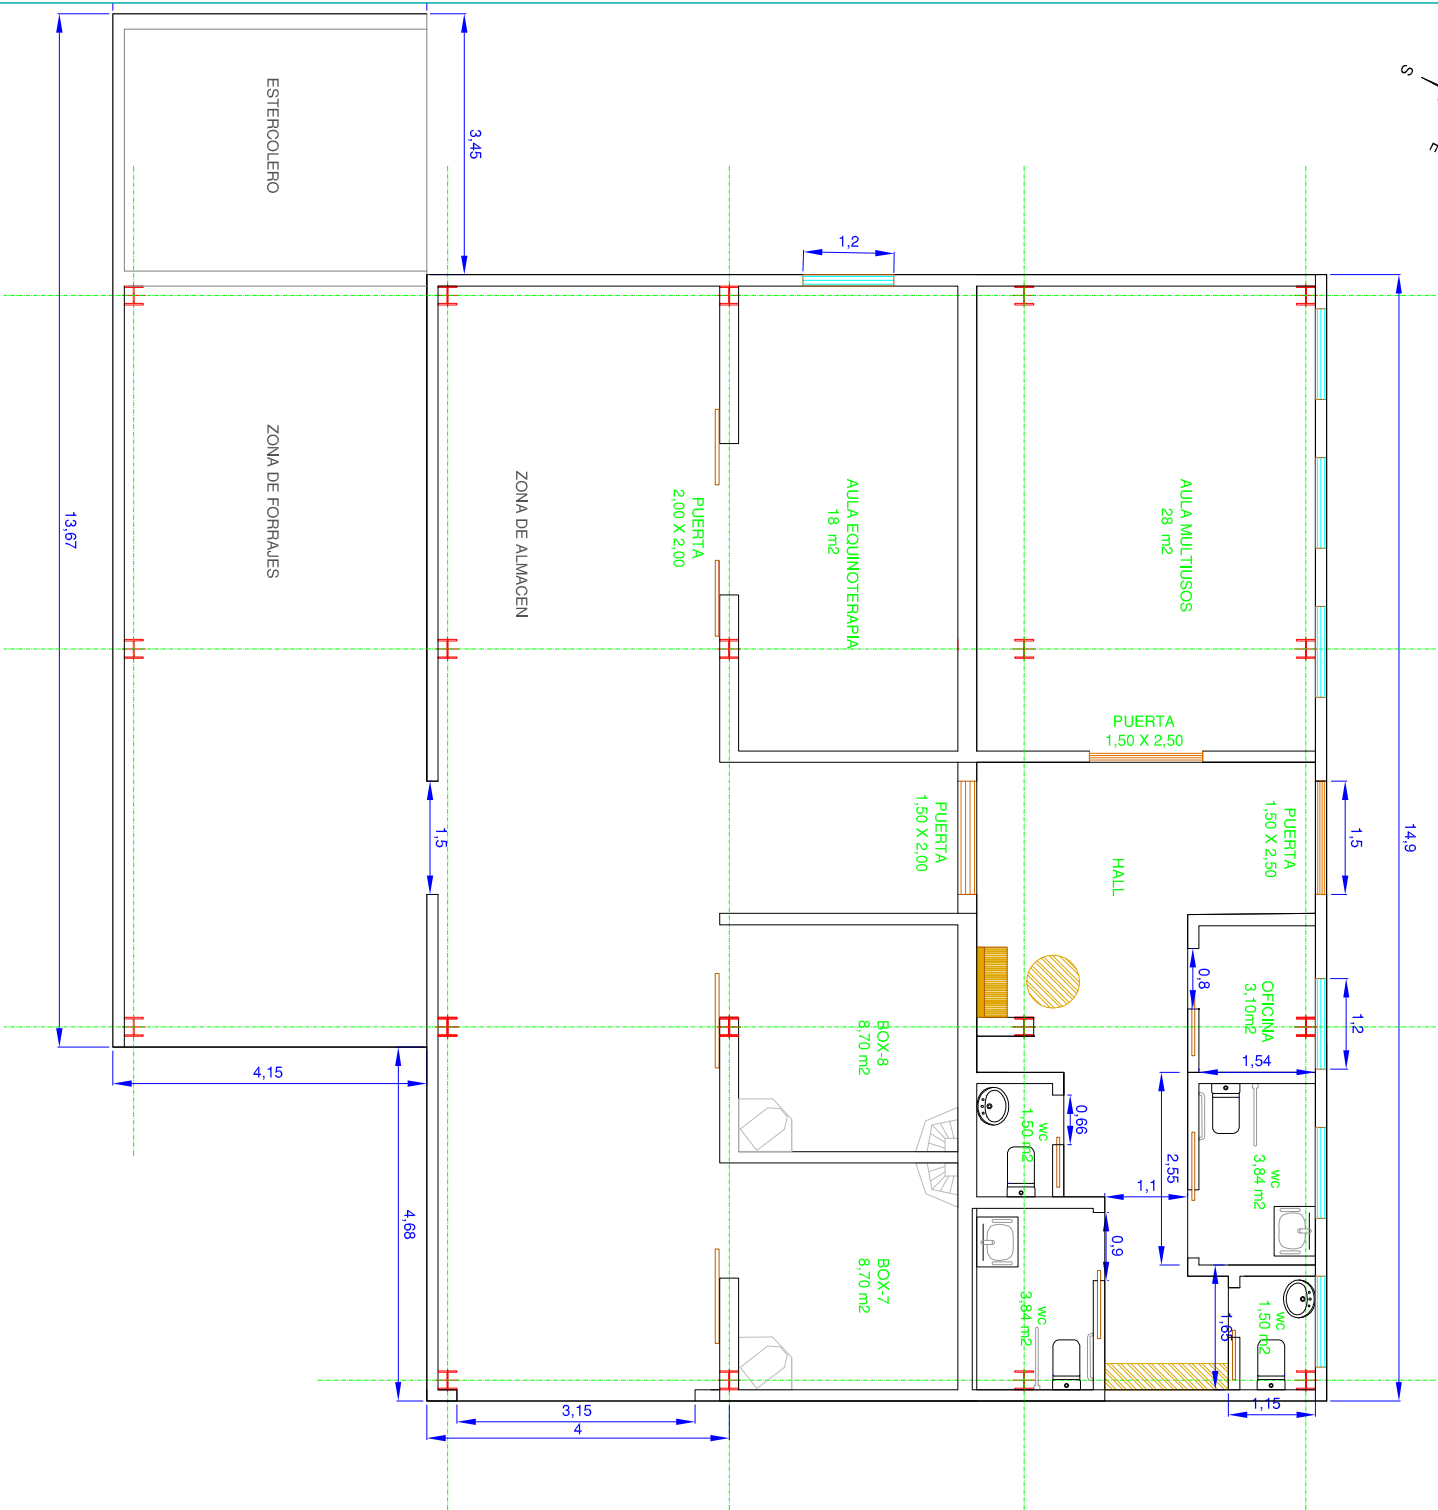 S
ESTERCOLERO
3,45
1,2
ZONA DE FORRAJES
13,67
ZONA DE ALMACEN
PUERTA
2,00 X 2,00
AULA EQUINOTERAPIA
18 m2
AULA MULTIUSOS
28 m2
PUERTA
1,50 X 2,50
PUERTA
1,50 X 2,00
PUERTA
1,50 X 2,50
1,5
1,5
14,9
HALL
0,8
OFICINA
3,10m2
1,2
1,54
BOX-8
8,70 m2
4,15
wc
1,50 m2
0,66
2,55
1,1
wc
3,84 m2
4,68
0,9
BOX-7
8,70 m2
wc
3,84 m2
1,65
wc
1,50 m2
3,15
4
1,15